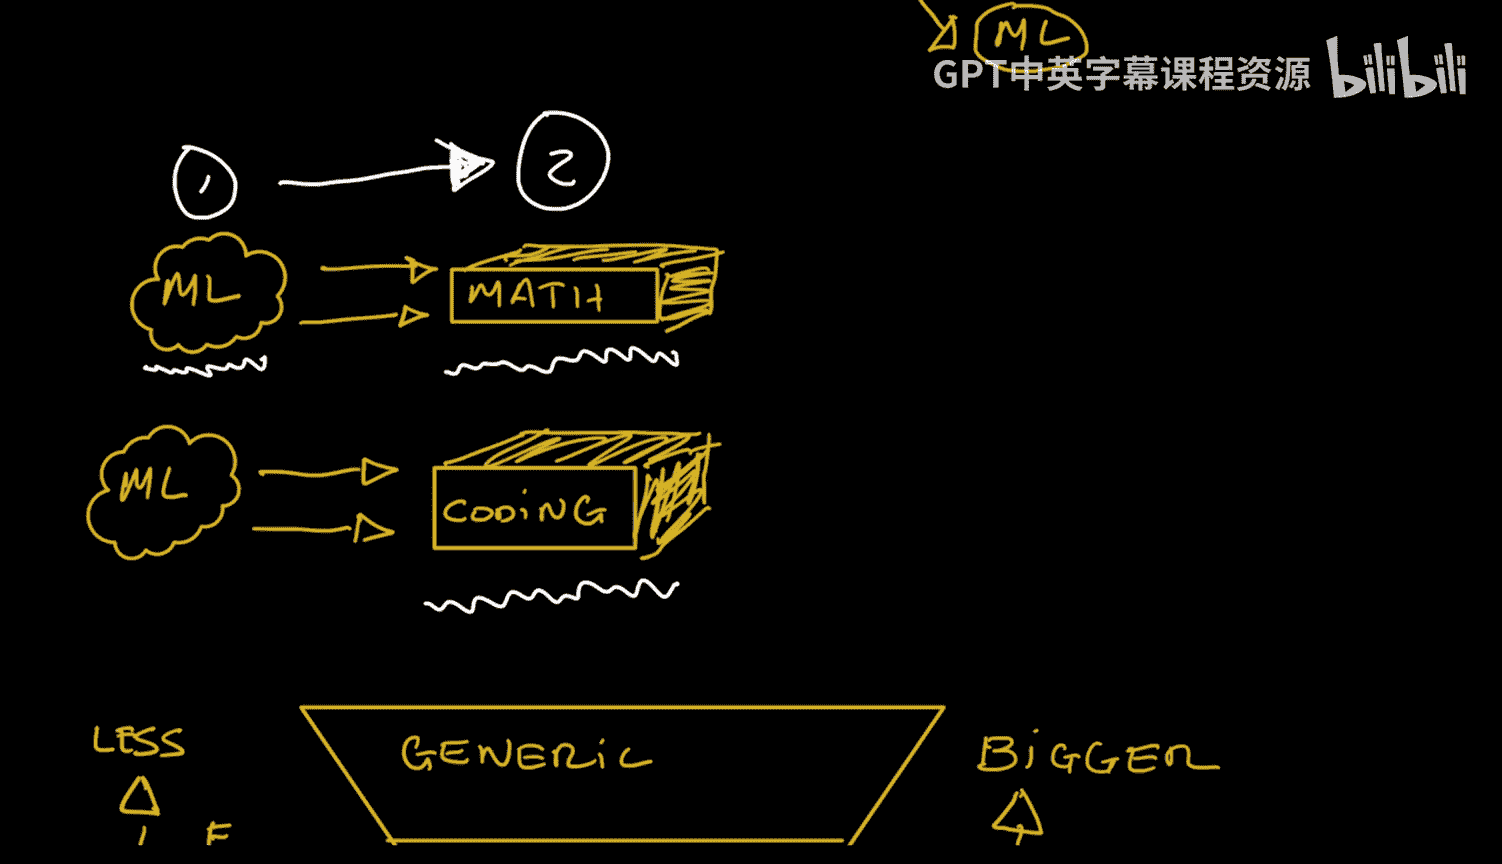 ML
GPT中英字幕课程资源 bilibili
1 2
ML MATH
ML CODiNG
LESS GENERiC BiGGER
F